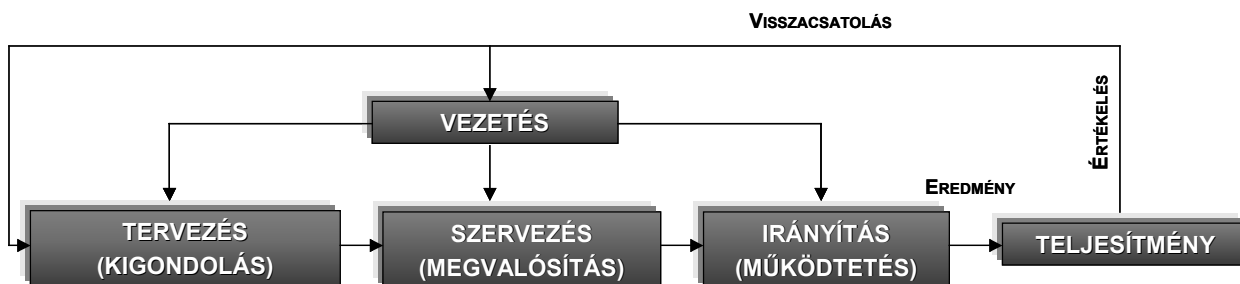 VISSZACSATOLÁS
VEZETÉS
ÉRTÉKELÉS
EREDMÉNY
TERVEZÉS
(KIGONDOLÁS)
SZERVEZÉS
(MEGVALÓSÍTÁS)
IRÁNYÍTÁS
(MŰKÖDTETÉS)
TELJESÍTMÉNY